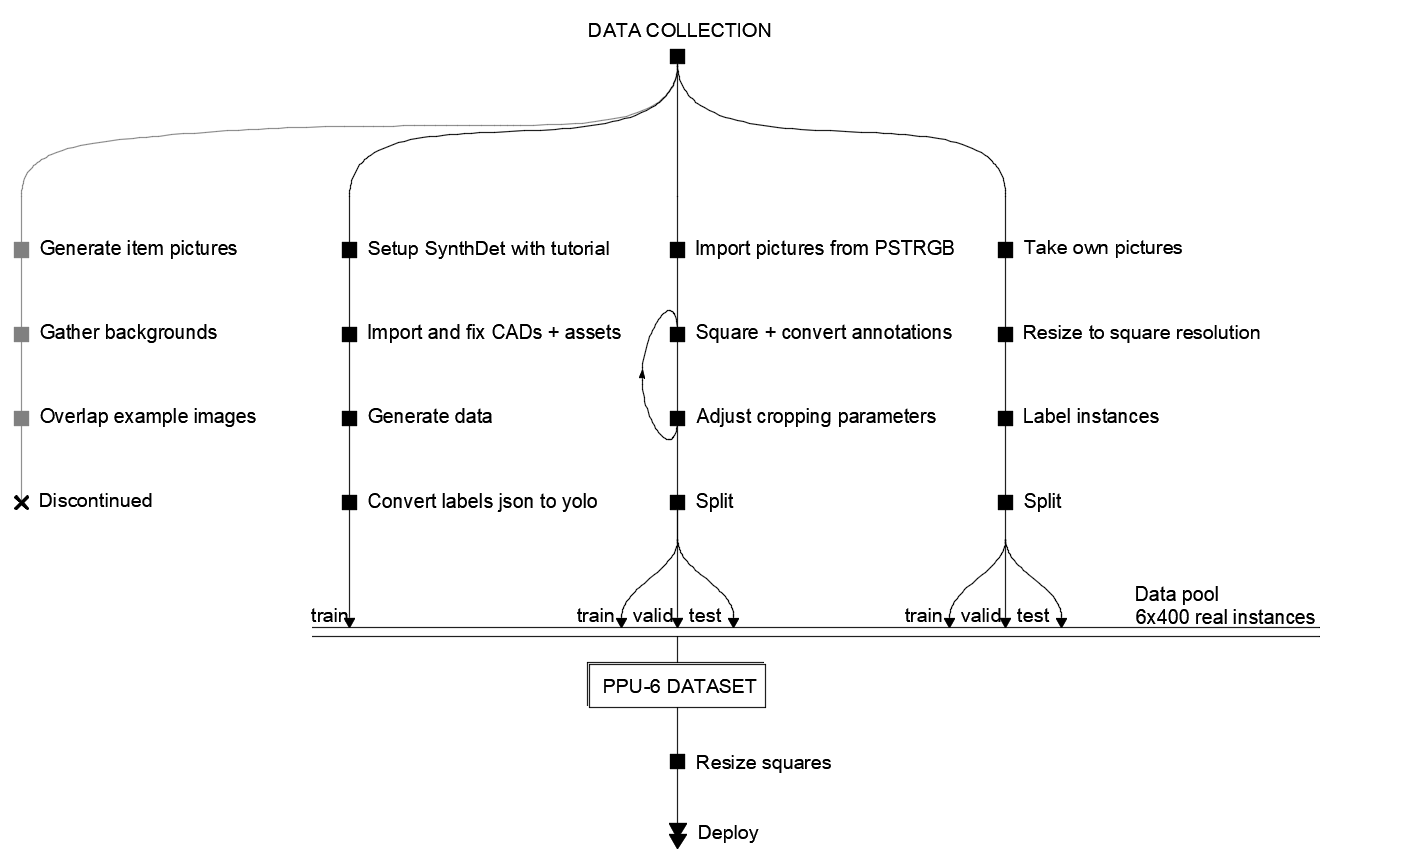 DATA COLLECTION
Generate item pictures
Setup SynthDet with tutorial
Import pictures from PSTRGB
Take own pictures
Gather backgrounds
Import and fix CADs + assets
Square + convert annotations
Resize to square resolution
Overlap example images
Generate data
Adjust cropping parameters
Label instances
Discontinued
Convert labels json to yolo
Split
Split
Data pool
6x400 real instances
train
train
valid
test
train
valid
test
PPU-6 DATASET
Resize squares
Deploy